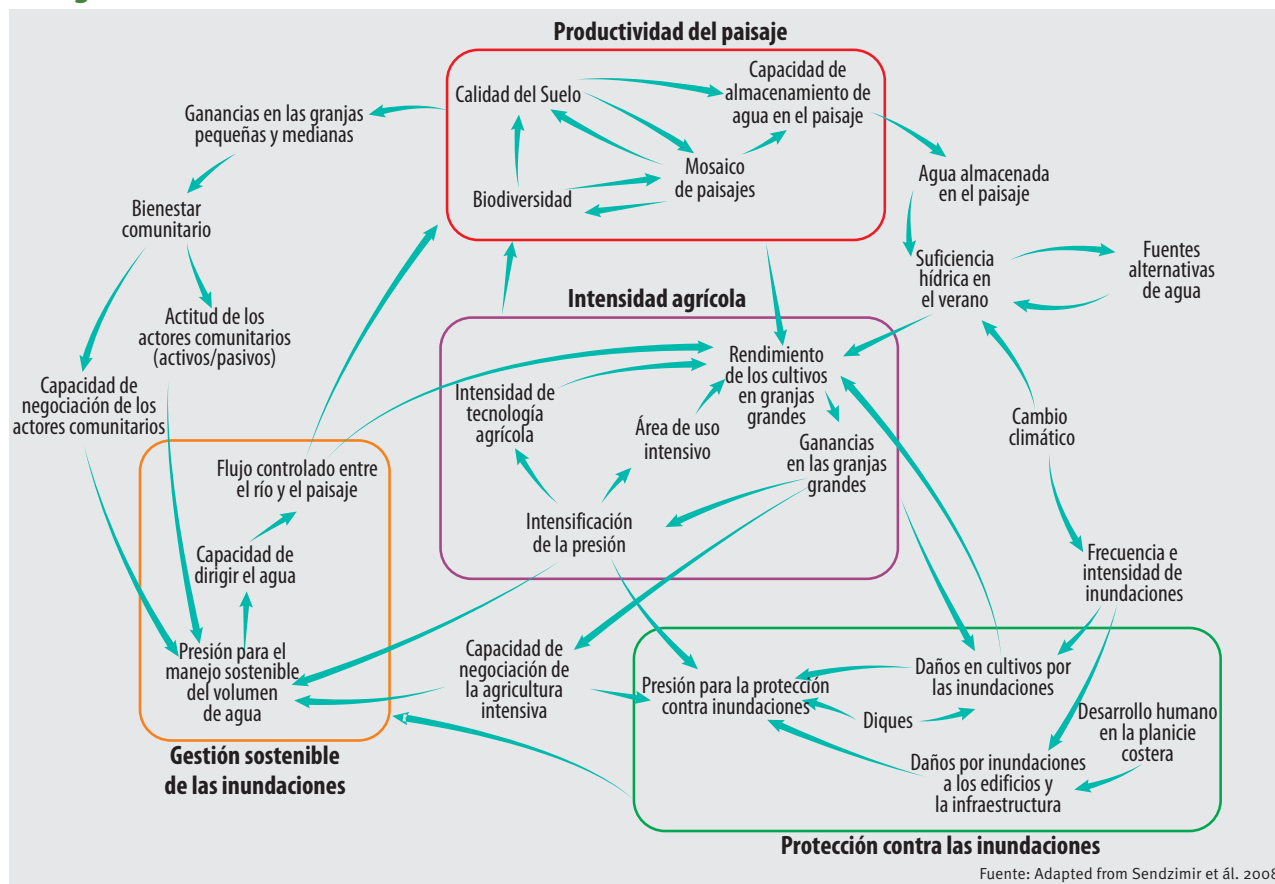 Productividad del paisaje
Calidad del Suelo
Capacidad de
almacenamiento de
agua en el paisaje
Mosaico
de paisajes
Biodiversidad
Ganancias en las granjas
pequeñas y medianas
Bienestar
comunitario
Actitud de los
actores comunitarios
(activos/pasivos)
Capacidad de
negociación de los
actores comunitarios
Agua almacenada
en el paisaje
Suficiencia
hídrica en
el verano
Fuentes
alternativas
de agua
Cambio
climático
Frecuencia e
intensidad de
inundaciones
Intensidad agrícola
Rendimiento
de los cultivos
en granjas
grandes
Intensidad de
tecnología
agrícola
Área de uso
intensivo
Ganancias
en las granjas
grandes
Intensificación
de la presión
Flujo controlado entre
el río y el paisaje
Capacidad de
dirigir el agua
Presión para el
manejo sostenible
del volumen
de agua
Gestión sostenible
de las inundaciones
Capacidad de
negociación de
la agricultura
intensiva
Presión para la protección
contra inundaciones
Daños en cultivos por
las inundaciones
Diques
Desarrollo humano
en la planicie
costera
Daños por inundaciones
a los edificios y
la infraestructura
Protección contra las inundaciones
Fuente: Adapted from Sendzimir et ál. 2008